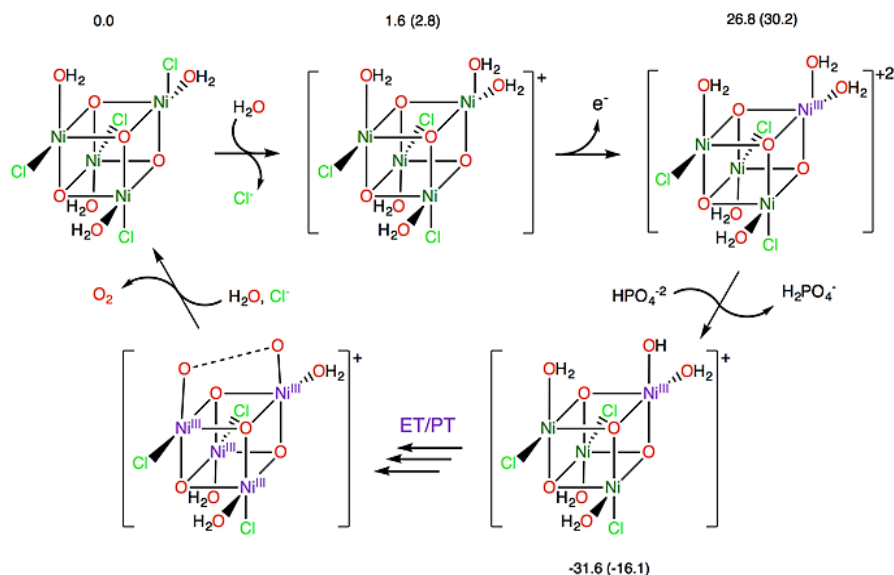 0.0
1.6 (2.8)
26.8 (30.2)
OH2
Cl
OH2
Ni
O
Ni
Cl
O
Ni
O
Cl
O
Ni
H2O
H2O
Cl
H2O
Cl-
OH2
OH2
OH2
+
O
Ni
Ni
Cl
O
Cl
Ni
O
O
Ni
H2O
H2O
Cl
e-
OH2
OH2
OH2
+2
O
NiIII
Ni
Cl
O
Cl
Ni
O
O
Ni
H2O
H2O
Cl
O2
H2O, Cl-
HPO4-2
H2PO4-
O
O
+
OH2
O
NiIII
NiIII
Cl
O
Cl
NiIII
O
O
NiIII
H2O
H2O
Cl
ET/PT
OH
+
OH2
OH2
O
NiIII
Ni
Cl
O
Cl
Ni
O
O
Ni
H2O
H2O
Cl
-31.6 (-16.1)